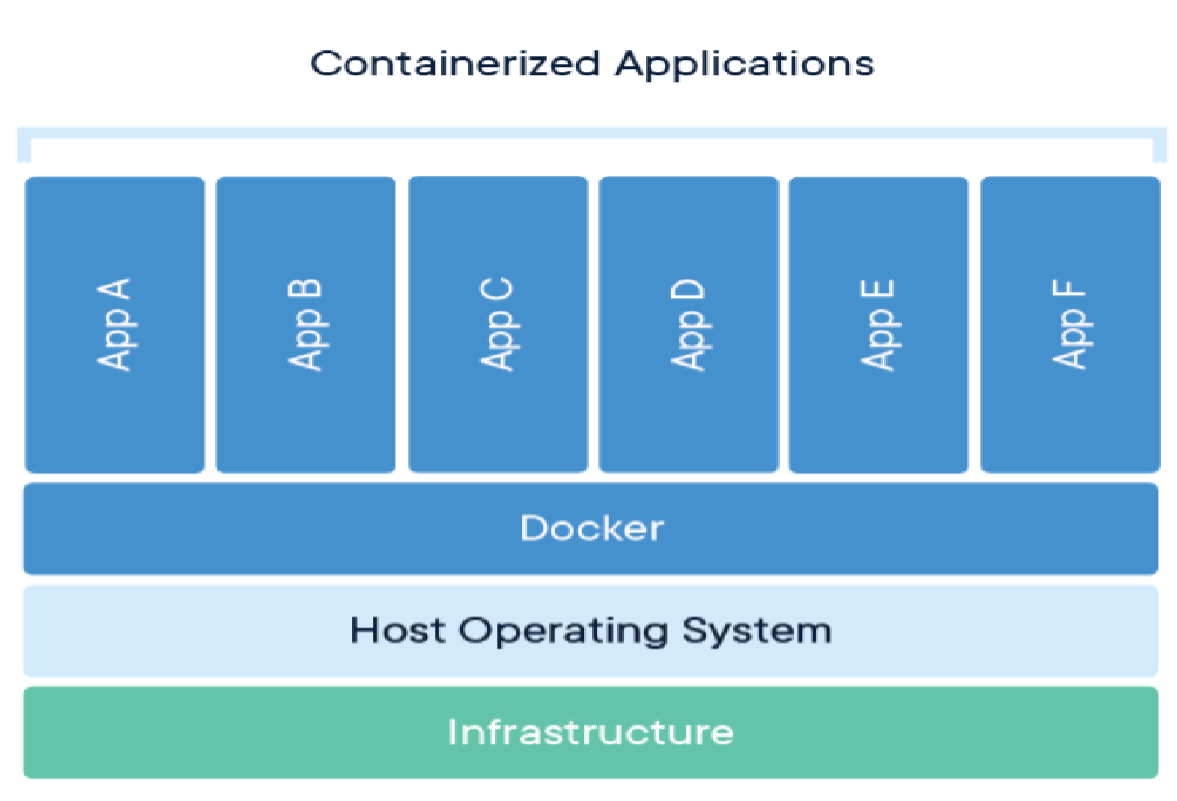 Containerized Applications
App A
App B
App C
App D
App E
App F
Docker
Host Operating System
Infrastructure